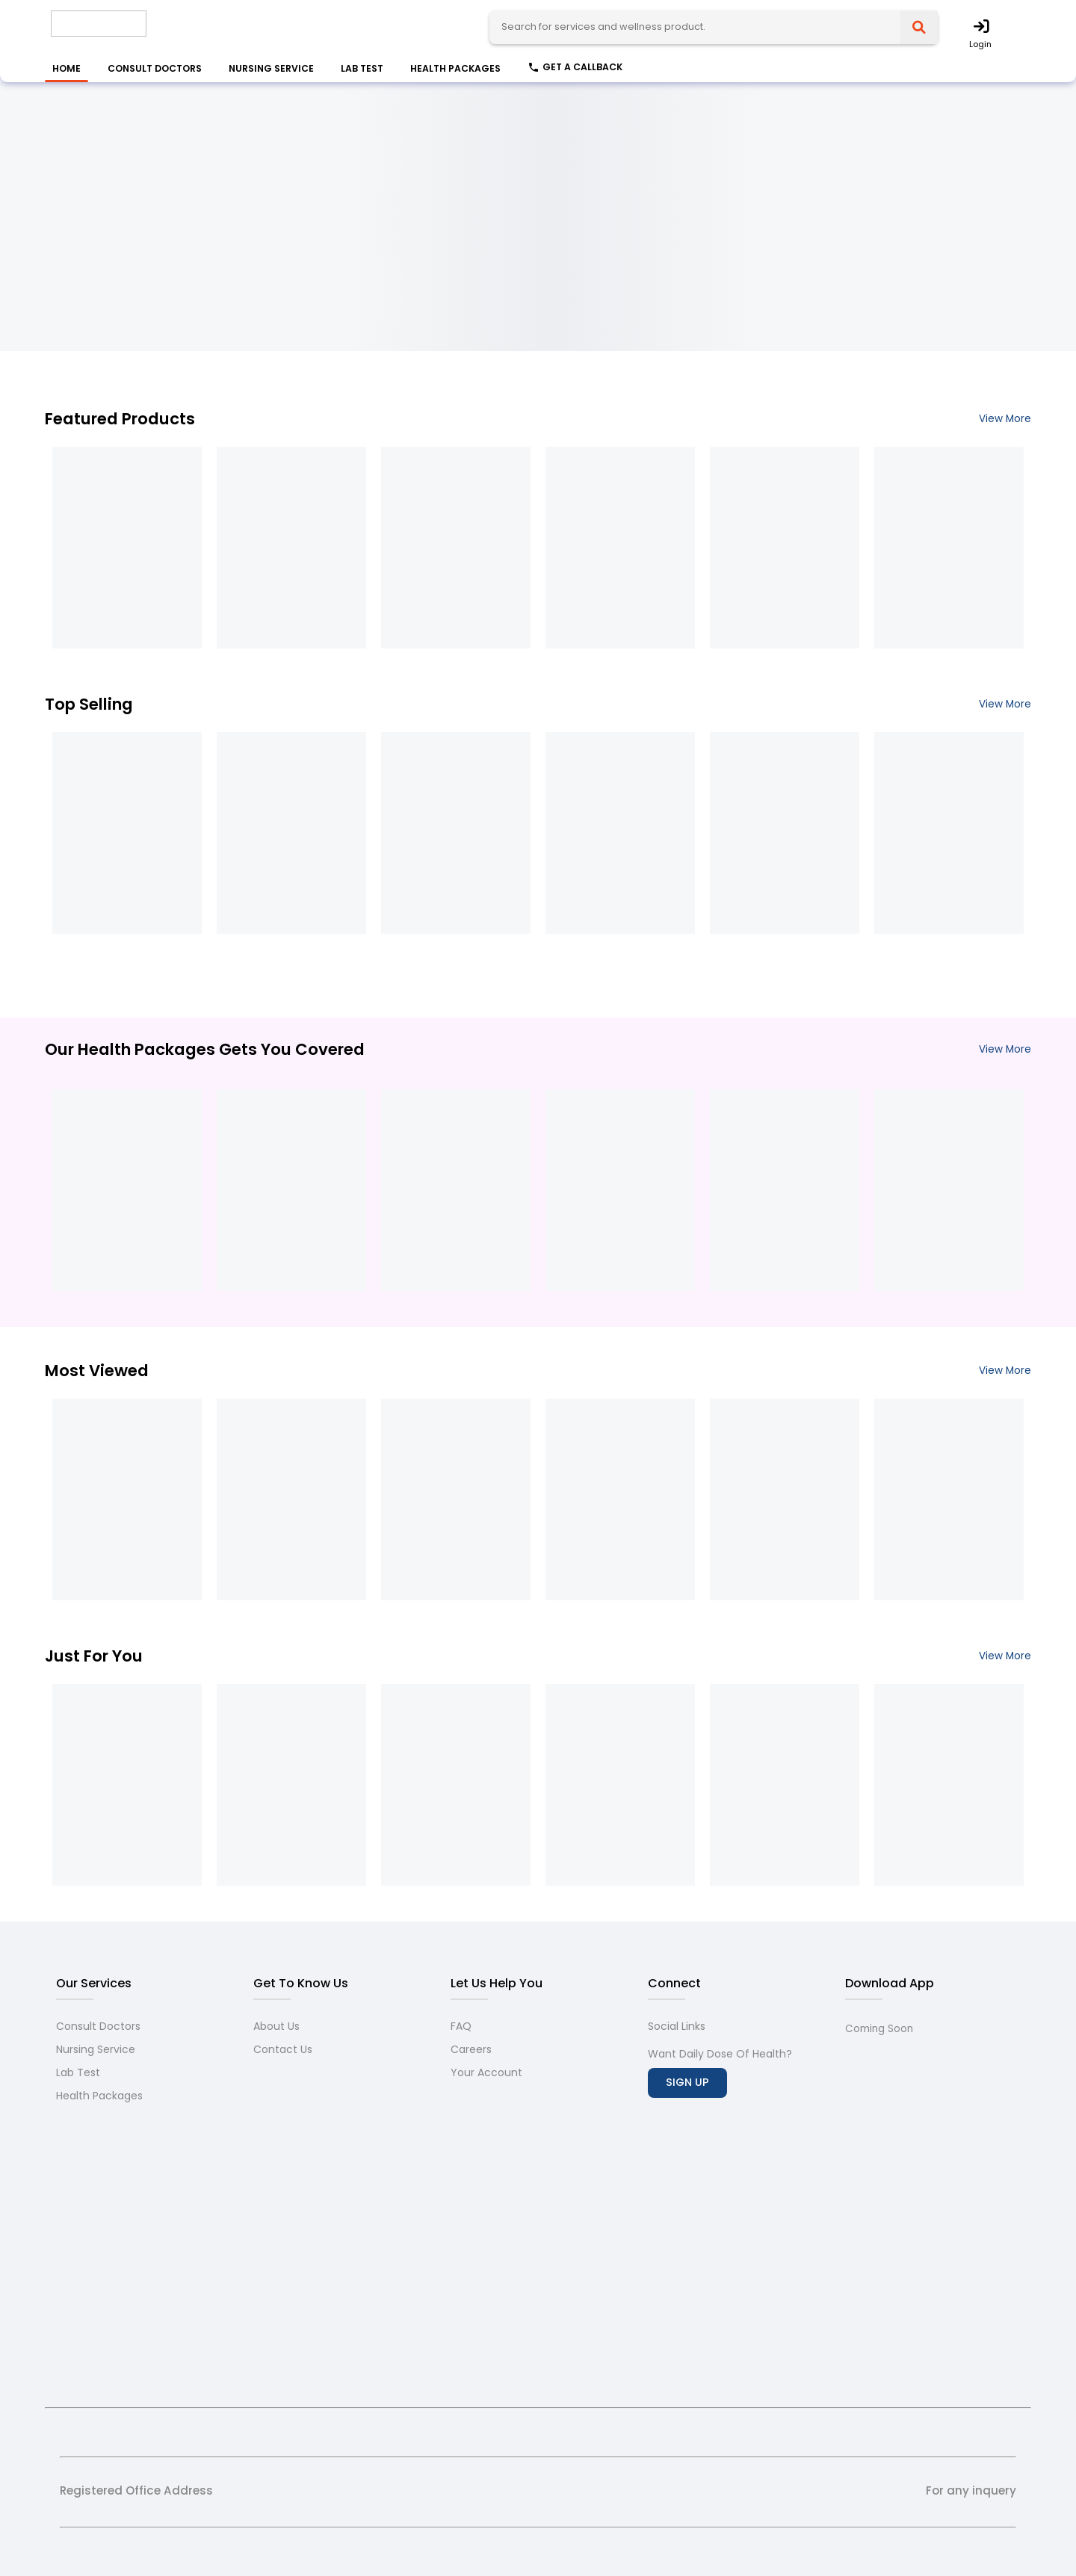 Search for services and wellness product.
Login
HOME
CONSULT DOCTORS
NURSING SERVICE
LAB TEST
HEALTH PACKAGES
GET A CALLBACK
Featured Products
View More
Top Selling
View More
Our Health Packages Gets You Covered
View More
Most Viewed
View More
Just For You
View More
Our Services
Consult Doctors
Nursing Service
Lab Test
Health Packages
Get To Know Us
About Us
Contact Us
Let Us Help You
FAQ
Careers
Your Account
Connect
Social Links
Want Daily Dose Of Health?
SIGN UP
Download App
Coming Soon
Registered Office Address
For any inquery